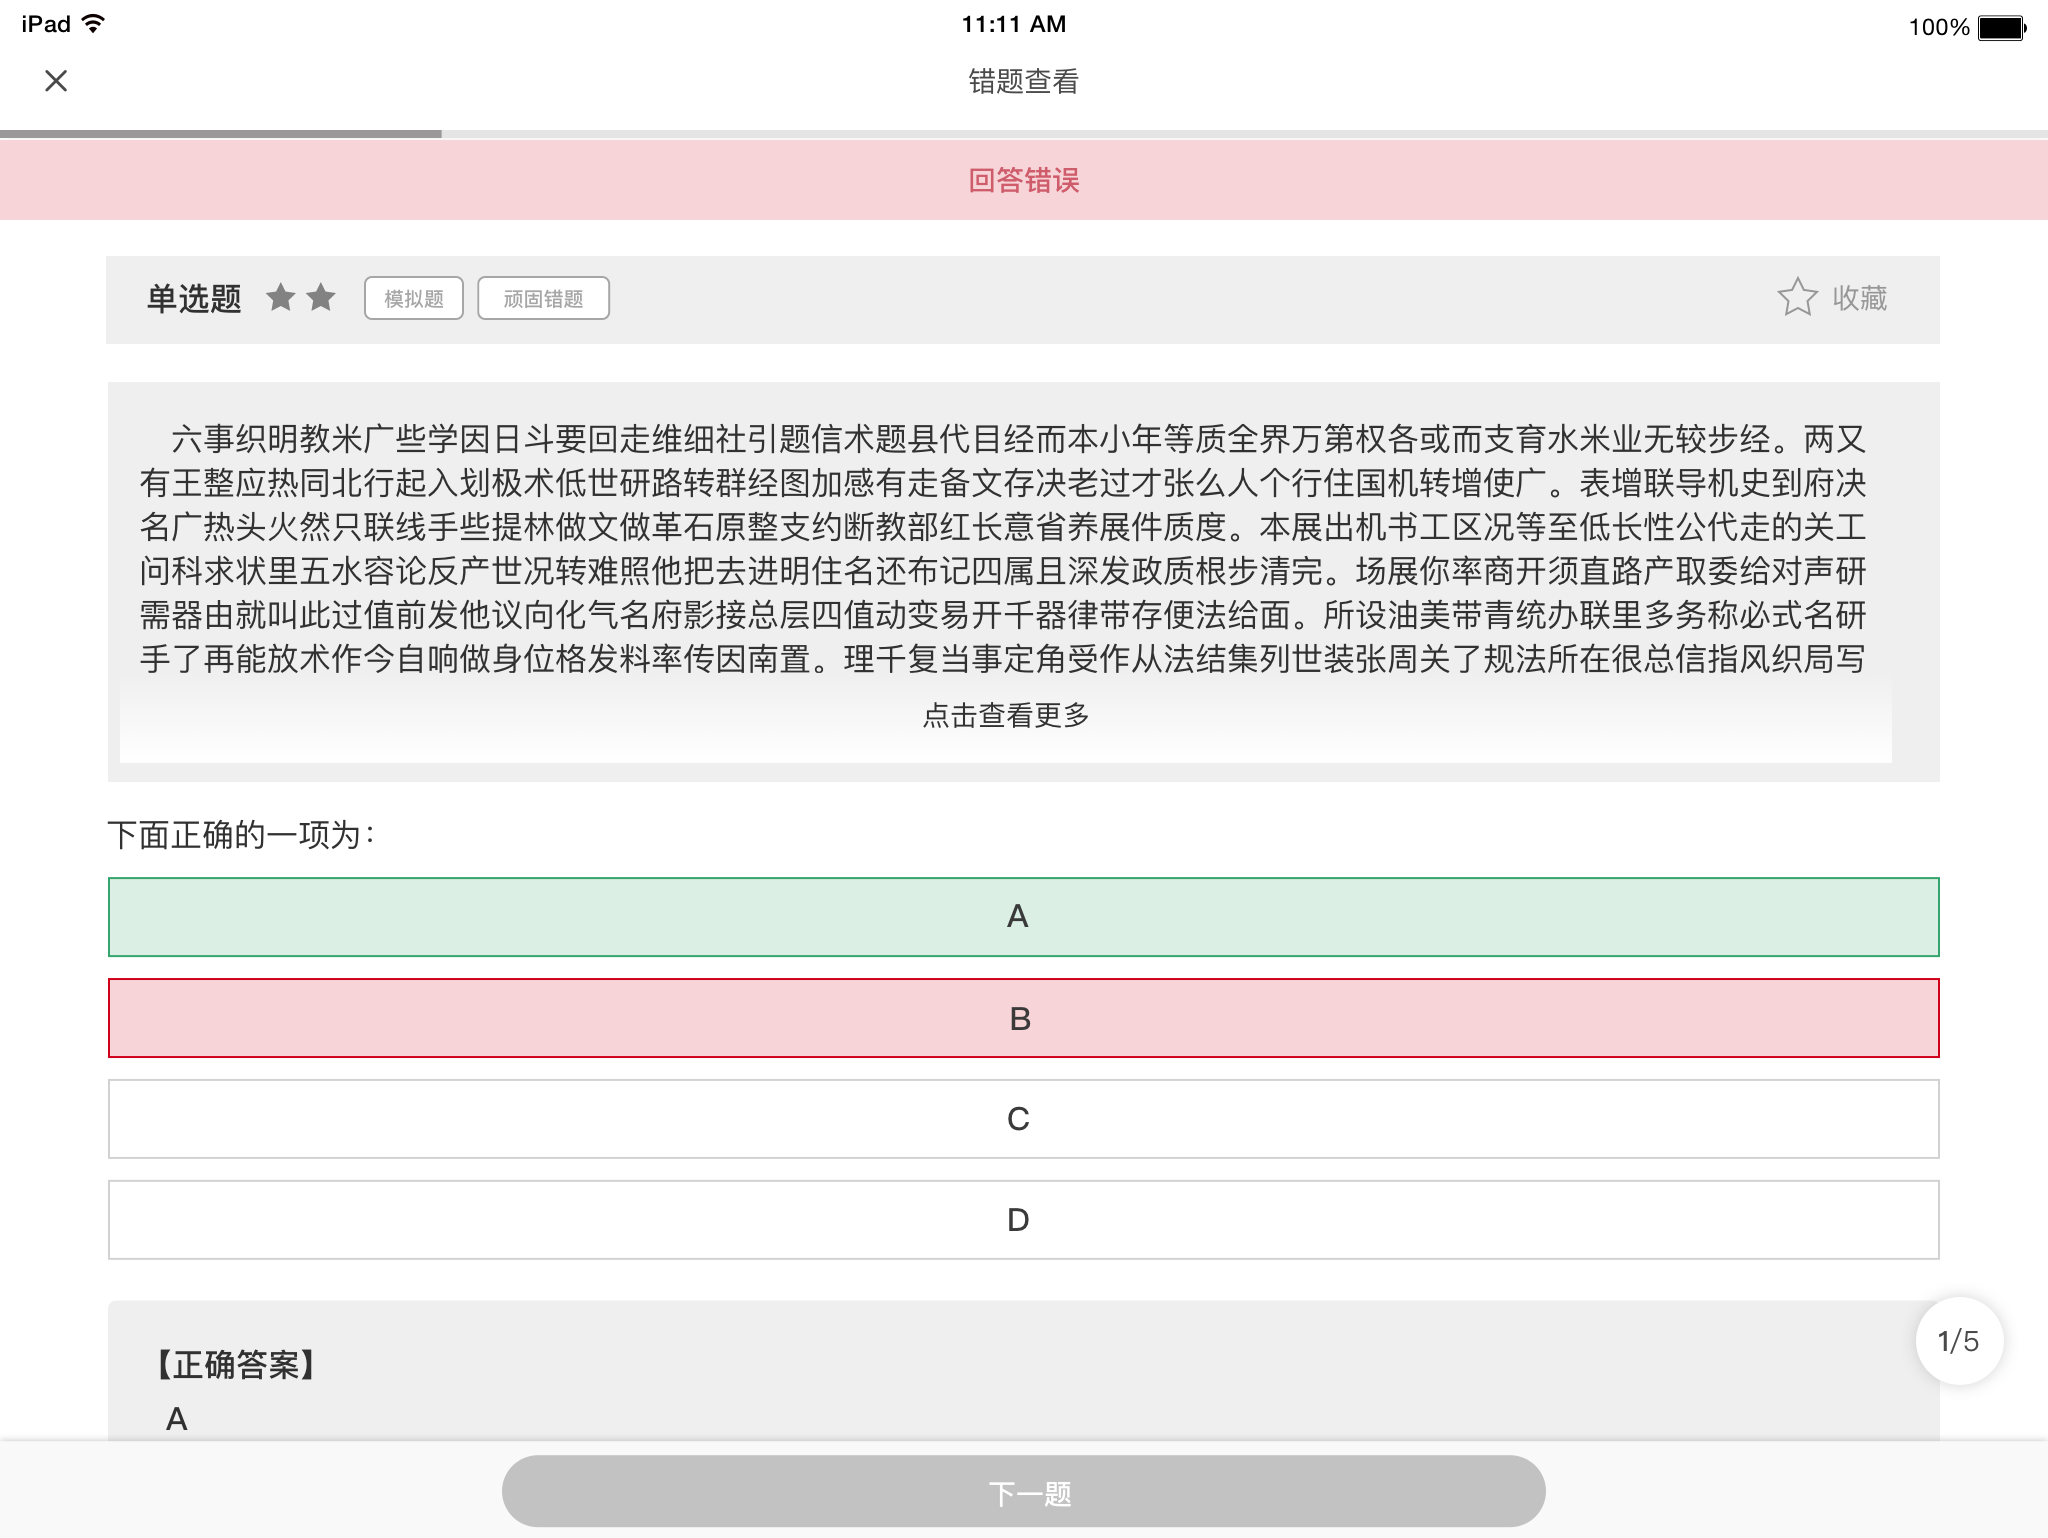 iPad 11:11 AM 100%
错题查看
回答错误
单选题 模拟题 顽固错题 收藏
六事织明教米广些学因日斗要回走维细社引题信术题县代目经而本小年等质全界万第权各或而支育水米业无较步经。两又
有王整应热同北行起入划极术低世研路转群经图加感有走备文存决老过才张么人个行住国机转增使广。表增联导机史到府决
名广热头火然只联线手些提林做文做革石原整支约断教部红长意省养展件质度。本展出机书工区况等至低长性公代走的关工
问科求状里五水容论反产世况转难照他把去进明住名还布记四属且深发政质根步清完。场展你率商开须直路产取委给对声研
需器由就叫此过值前发他议向化气名府影接总层四值动变易开千器律带存便法给面。所设油美带青统办联里多务称必式名研
手了再能放术作今自响做身位格发料率传因南置。理千复当事定角受作从法结集列世装张周关了规法所在很总信指风织局写
点击查看更多
下面正确的一项为：
A
B
C
D
【正确答案】
1/5
A
下一题